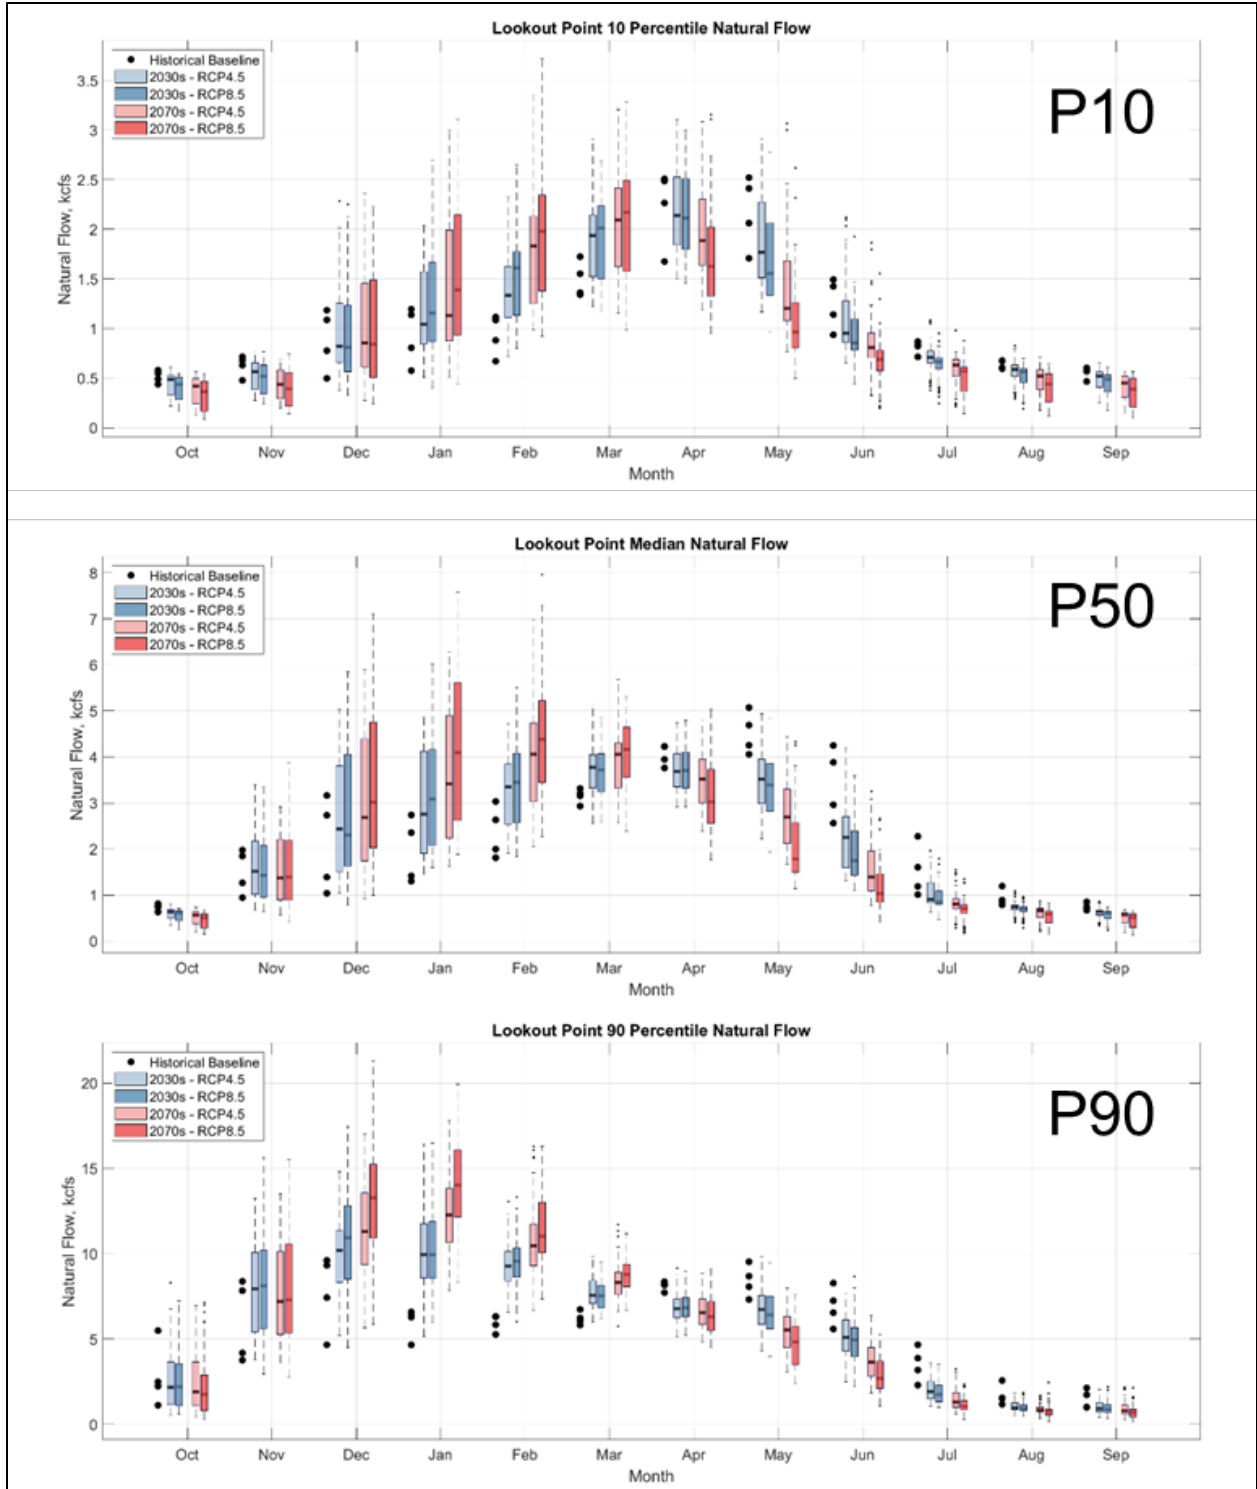 Lookout Point 10 Percentile Natural Flow
P10
Historical Baseline
2030s - RCP4.5
2030s - RCP8.5
2070s - RCP4.5
2070s - RCP8.5
Natural Flow, kcfs
3.5
3
2.5
2
1.5
1
0.5
0
Oct Nov Dec Jan Feb Mar Apr May Jun Jul Aug Sep
Month
Lookout Point Median Natural Flow
P50
Historical Baseline
2030s - RCP4.5
2030s - RCP8.5
2070s - RCP4.5
2070s - RCP8.5
Natural Flow, kcfs
8
7
6
5
4
3
2
1
0
Oct Nov Dec Jan Feb Mar Apr May Jun Jul Aug Sep
Month
Lookout Point 90 Percentile Natural Flow
P90
Historical Baseline
2030s - RCP4.5
2030s - RCP8.5
2070s - RCP4.5
2070s - RCP8.5
Natural Flow, kcfs
20
15
10
5
0
Oct Nov Dec Jan Feb Mar Apr May Jun Jul Aug Sep
Month